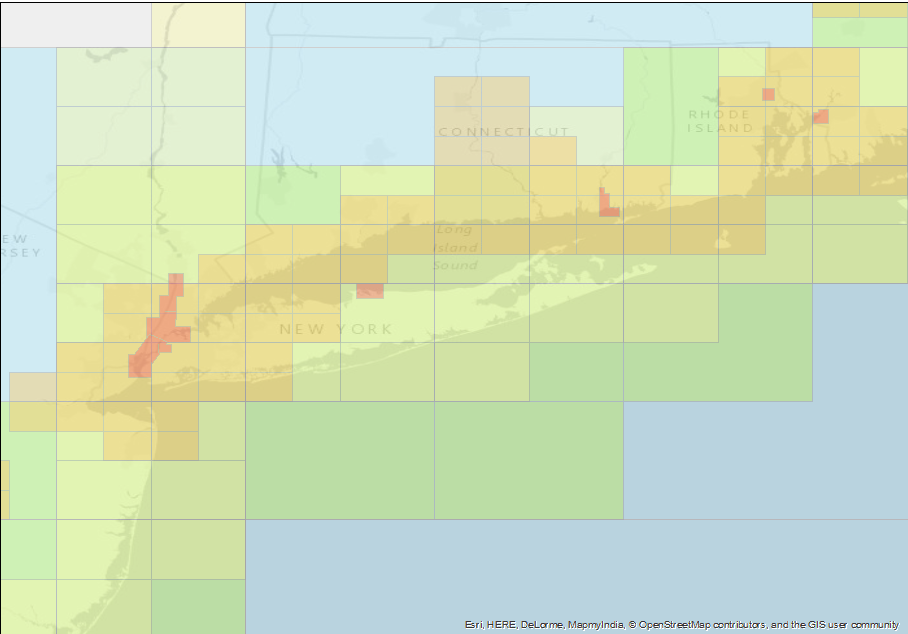 CONNECTICUT
RHODE
ISLAND
EW
RSEY
Long
Island
Sound
NEW YORK
Esri, HERE, DeLorme, MapmyIndia, © OpenStreetMap contributors, and the GIS user community